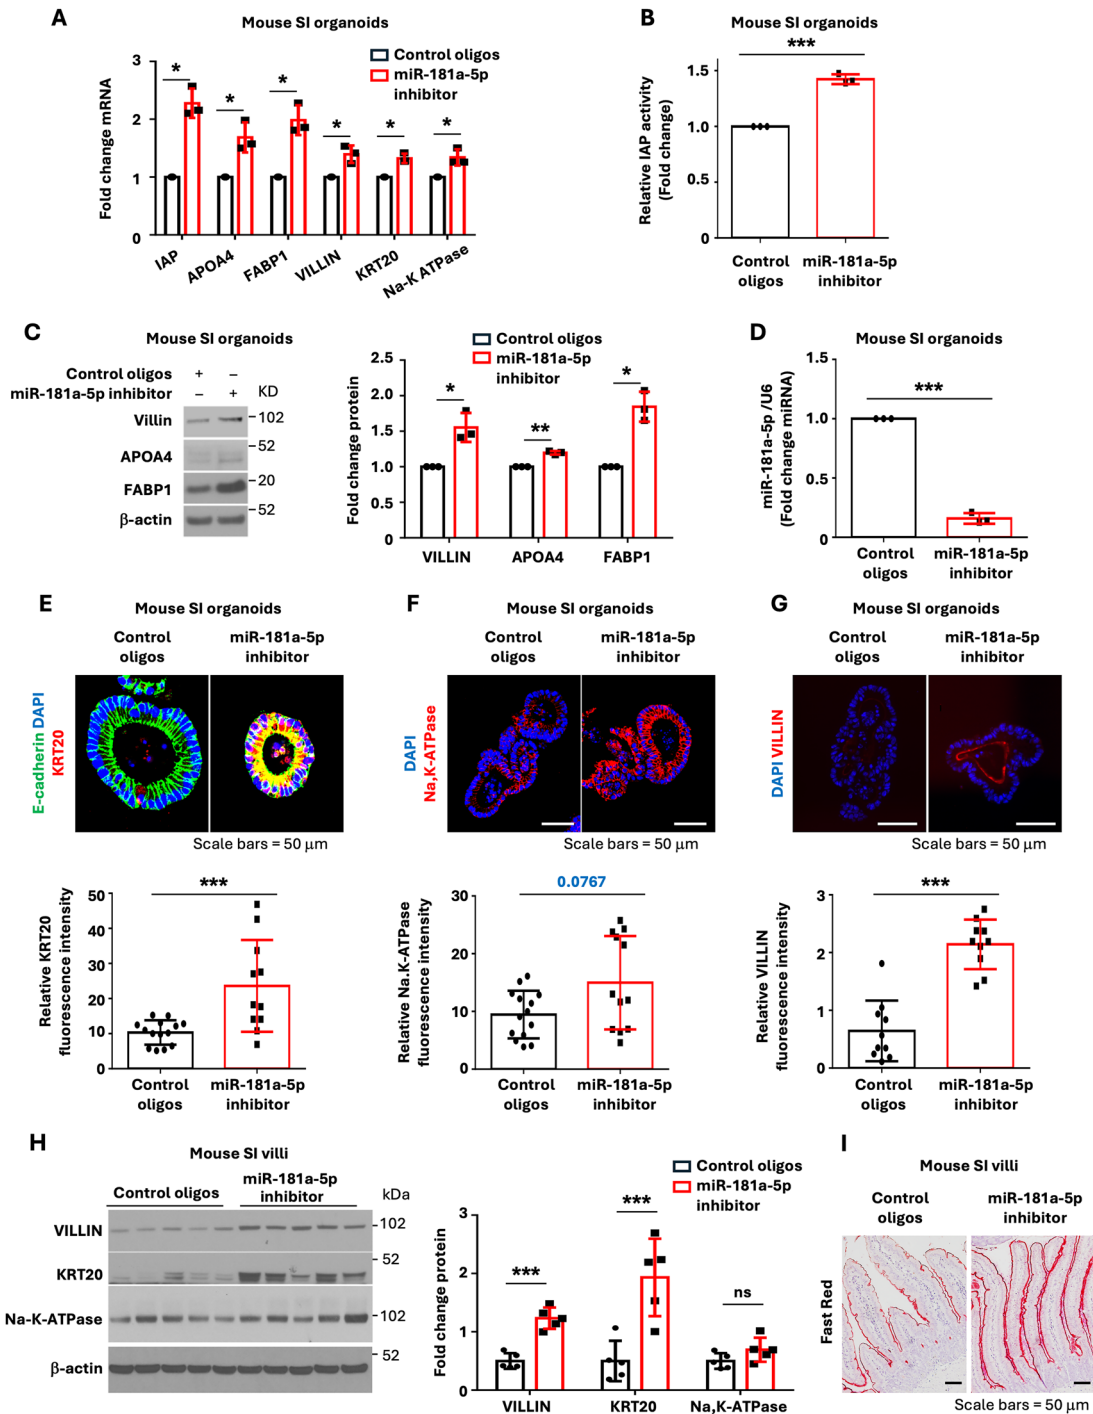 A
Mouse SI organoids
Control oligos
miR-181a-5p
inhibitor
Fold change mRNA
3
2
1
0
*
*
*
*
*
*
IAP
APOA4
FABP1
VILLIN
KRT20
Na-K ATPase
B
Mouse SI organoids
***
Relative IAP activity
(Fold change)
1.5
1.0
0.5
0
Control
oligos
miR-181a-5p
inhibitor
C
Mouse SI organoids
Control oligos + –
miR-181a-5p inhibitor – + KD
Villin
102
APOA4
52
FABP1
20
β-actin
52
Control oligos
miR-181a-5p
inhibitor
Fold change protein
2.5
2.0
1.5
1.0
0.5
0
*
**
*
VILLIN
APOA4
FABP1
D
Mouse SI organoids
miR-181a-5p /U6
(Fold change miRNA)
1.5
1.0
0.5
0
***
Control
oligos
miR-181a-5p
inhibitor
E
Mouse SI organoids
Control
oligos
miR-181a-5p
inhibitor
E-cadherin DAPI
KRT20
Scale bars = 50 μm
Relative KRT20
fluorescence intensity
50
40
30
20
10
0
***
Control
oligos
miR-181a-5p
inhibitor
F
Mouse SI organoids
Control
oligos
miR-181a-5p
inhibitor
DAPI
Na,K-ATPase
Scale bars = 50 μm
Relative Na.K-ATPase
fluorescence intensity
30
20
10
0
0.0767
Control
oligos
miR-181a-5p
inhibitor
G
Mouse SI organoids
Control
oligos
miR-181a-5p
inhibitor
DAPI VILLIN
Scale bars = 50 μm
Relative VILLIN
fluorescence intensity
3
2
1
0
***
Control
oligos
miR-181a-5p
inhibitor
H
Mouse SI villi
Control oligos
miR-181a-5p
inhibitor
kDa
VILLIN
102
52
KRT20
Na-K-ATPase
102
52
β-actin
Control oligos
miR-181a-5p
inhibitor
Fold change protein
3
2
1
0
***
***
ns
VILLIN
KRT20
Na,K-ATPase
I
Mouse SI villi
Control
oligos
miR-181a-5p
inhibitor
Fast Red
Scale bars = 50 μm